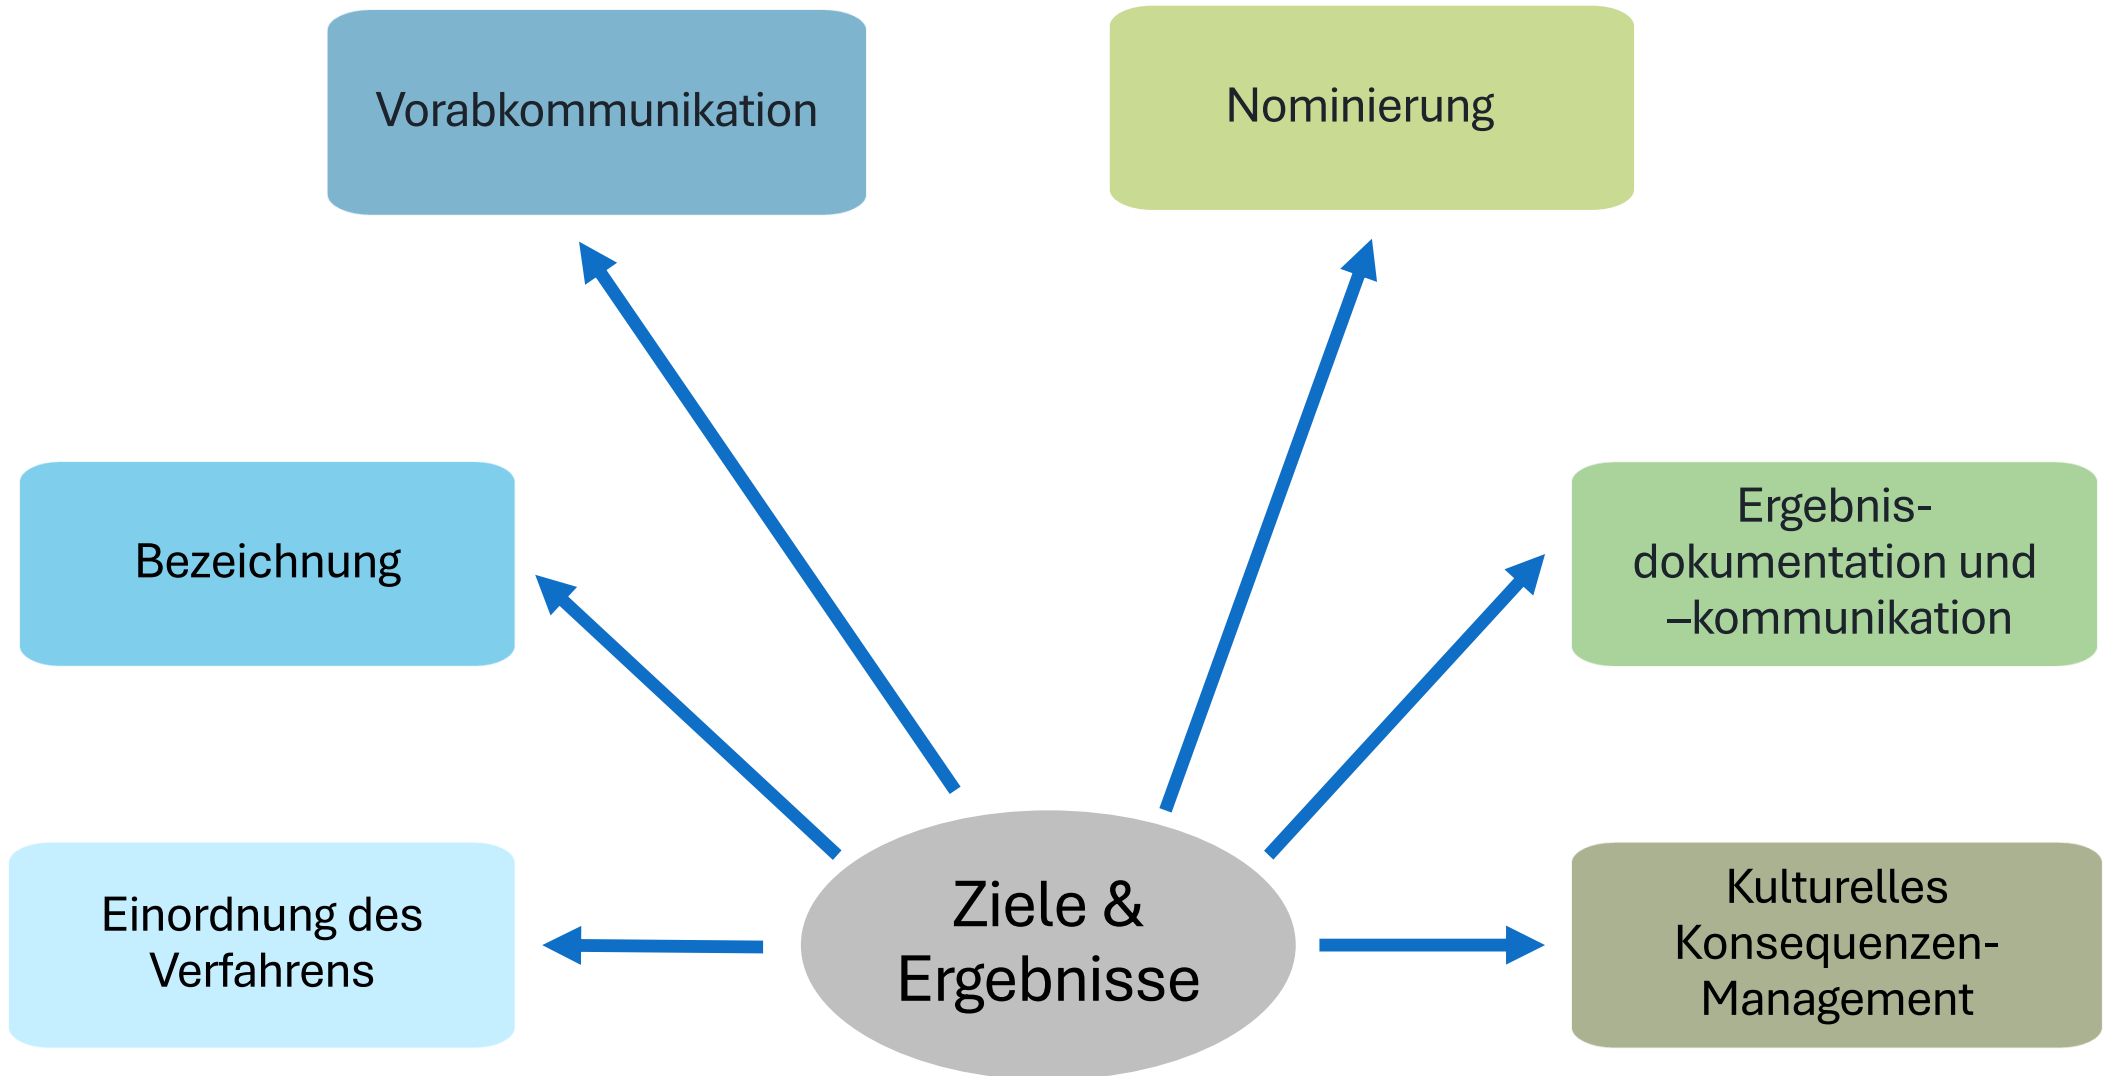 Vorabkommunikation
Nominierung
Bezeichnung
Ergebnis-
dokumentation und
–kommunikation
Einordnung des
Verfahrens
Ziele &
Ergebnisse
Kulturelles
Konsequenzen-
Management